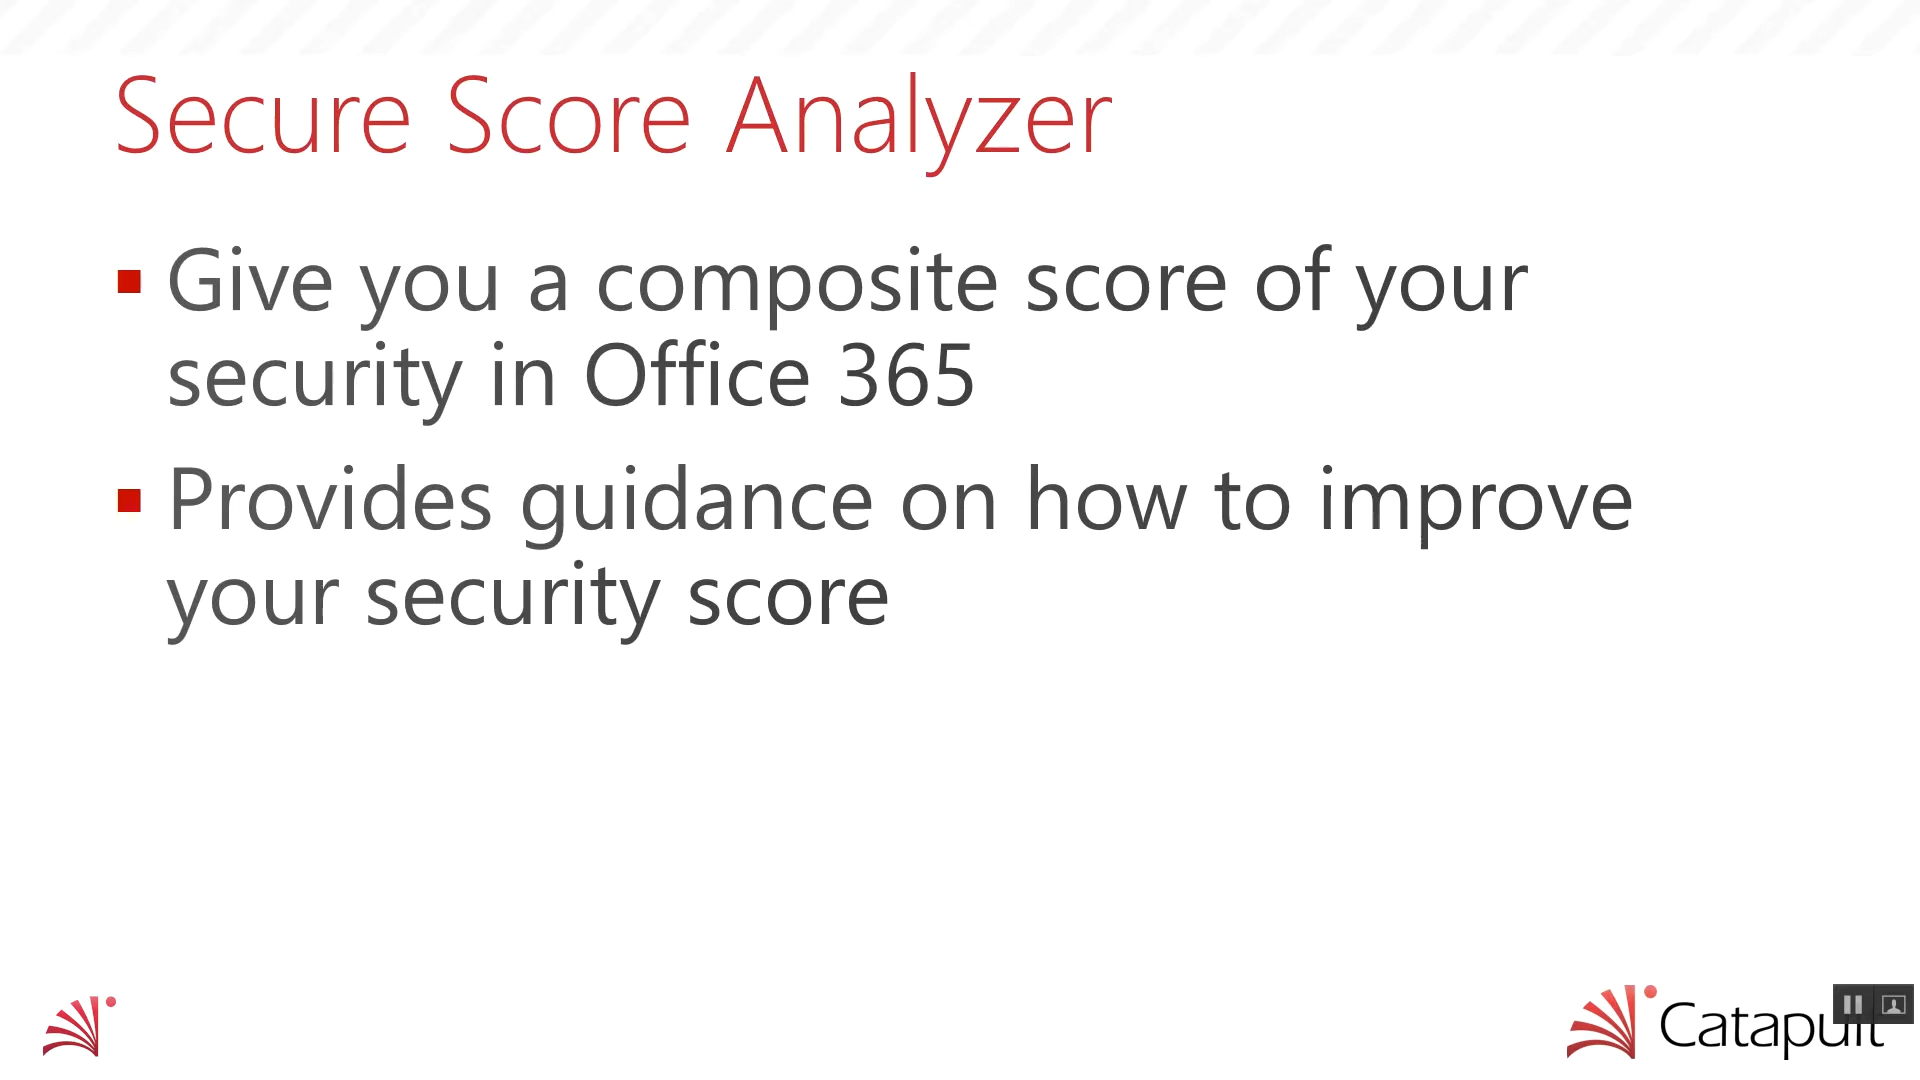 Secure Score Analyzer
▪ Give you a composite score of your
security in Office 365
▪ Provides guidance on how to improve
your security score
Catapult